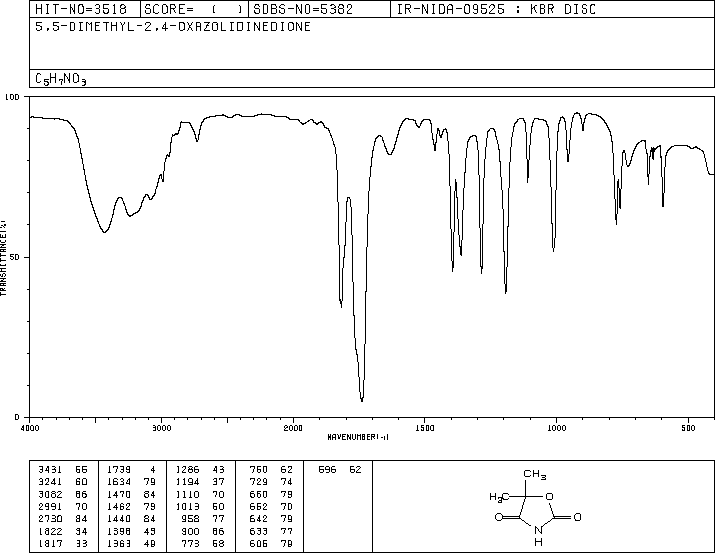 HIT-NO=3518 SCORE= ( ) SDBS-NO=5382 IR-NIDA-09525 : KBR DISC
5,5-DIMETHYL-2,4-OXAZOLIDINEDIONE
C5H7NO3
100
50
0
TRANSMITTANCE(%)
4000 3000 2000 1500 1000 500
WAVENUMBER(-1)
3431 55 1739 4 1286 43 760 62 596 62
3241 60 1634 79 1194 37 729 74
3082 66 1470 84 1110 70 660 79
2991 70 1462 79 1013 50 652 70
2730 84 1440 84 958 77 642 79
1822 34 1398 43 900 86 633 77
1817 33 1363 49 773 58 606 79
CH3
H3C
O
O
O
N
H